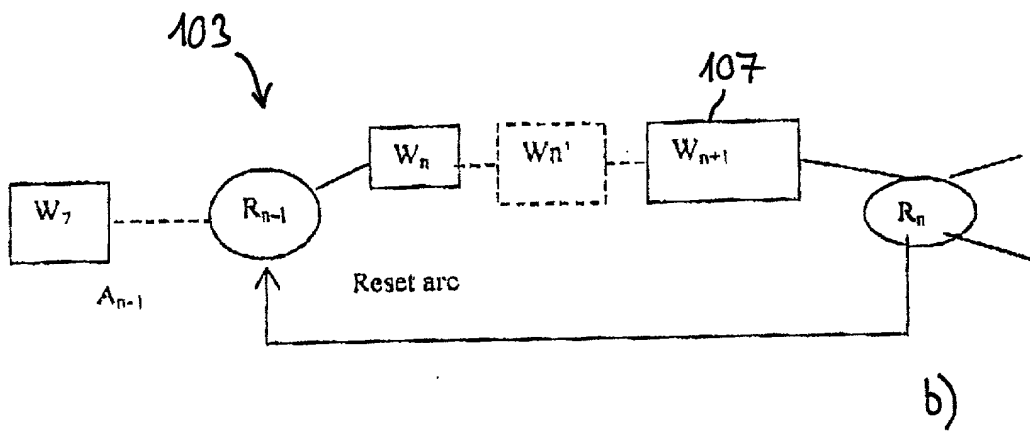 103
107
W₇
Rₙ₋₁
Wₙ
Wn'
Wₙ₊₁
Rₙ
Aₙ₋₁
Reset arc
b)